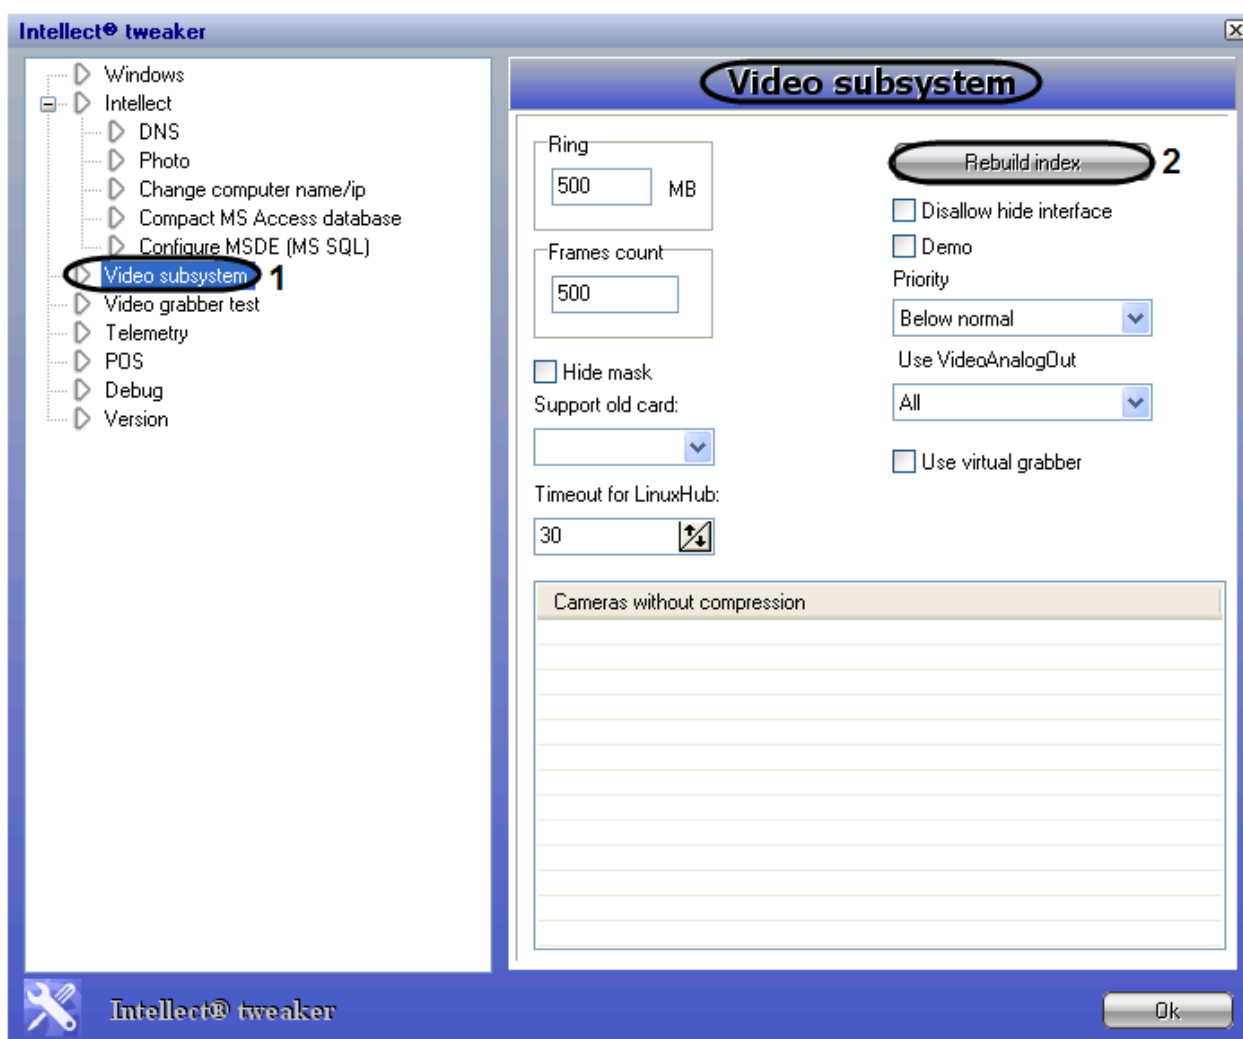 Intellect® tweaker
Windows
Intellect
DNS
Photo
Change computer name/ip
Compact MS Access database
Configure MSDE (MS SQL)
Video subsystem 1
Video grabber test
Telemetry
POS
Debug
Version
Video subsystem
Ring
500 MB
Frames count
500
Hide mask
Support old card:
Timeout for LinuxHub:
30
Rebuild index 2
Disallow hide interface
Demo
Priority
Below normal
Use VideoAnalogOut
All
Use virtual grabber
Cameras without compression
Intellect® tweaker
Ok